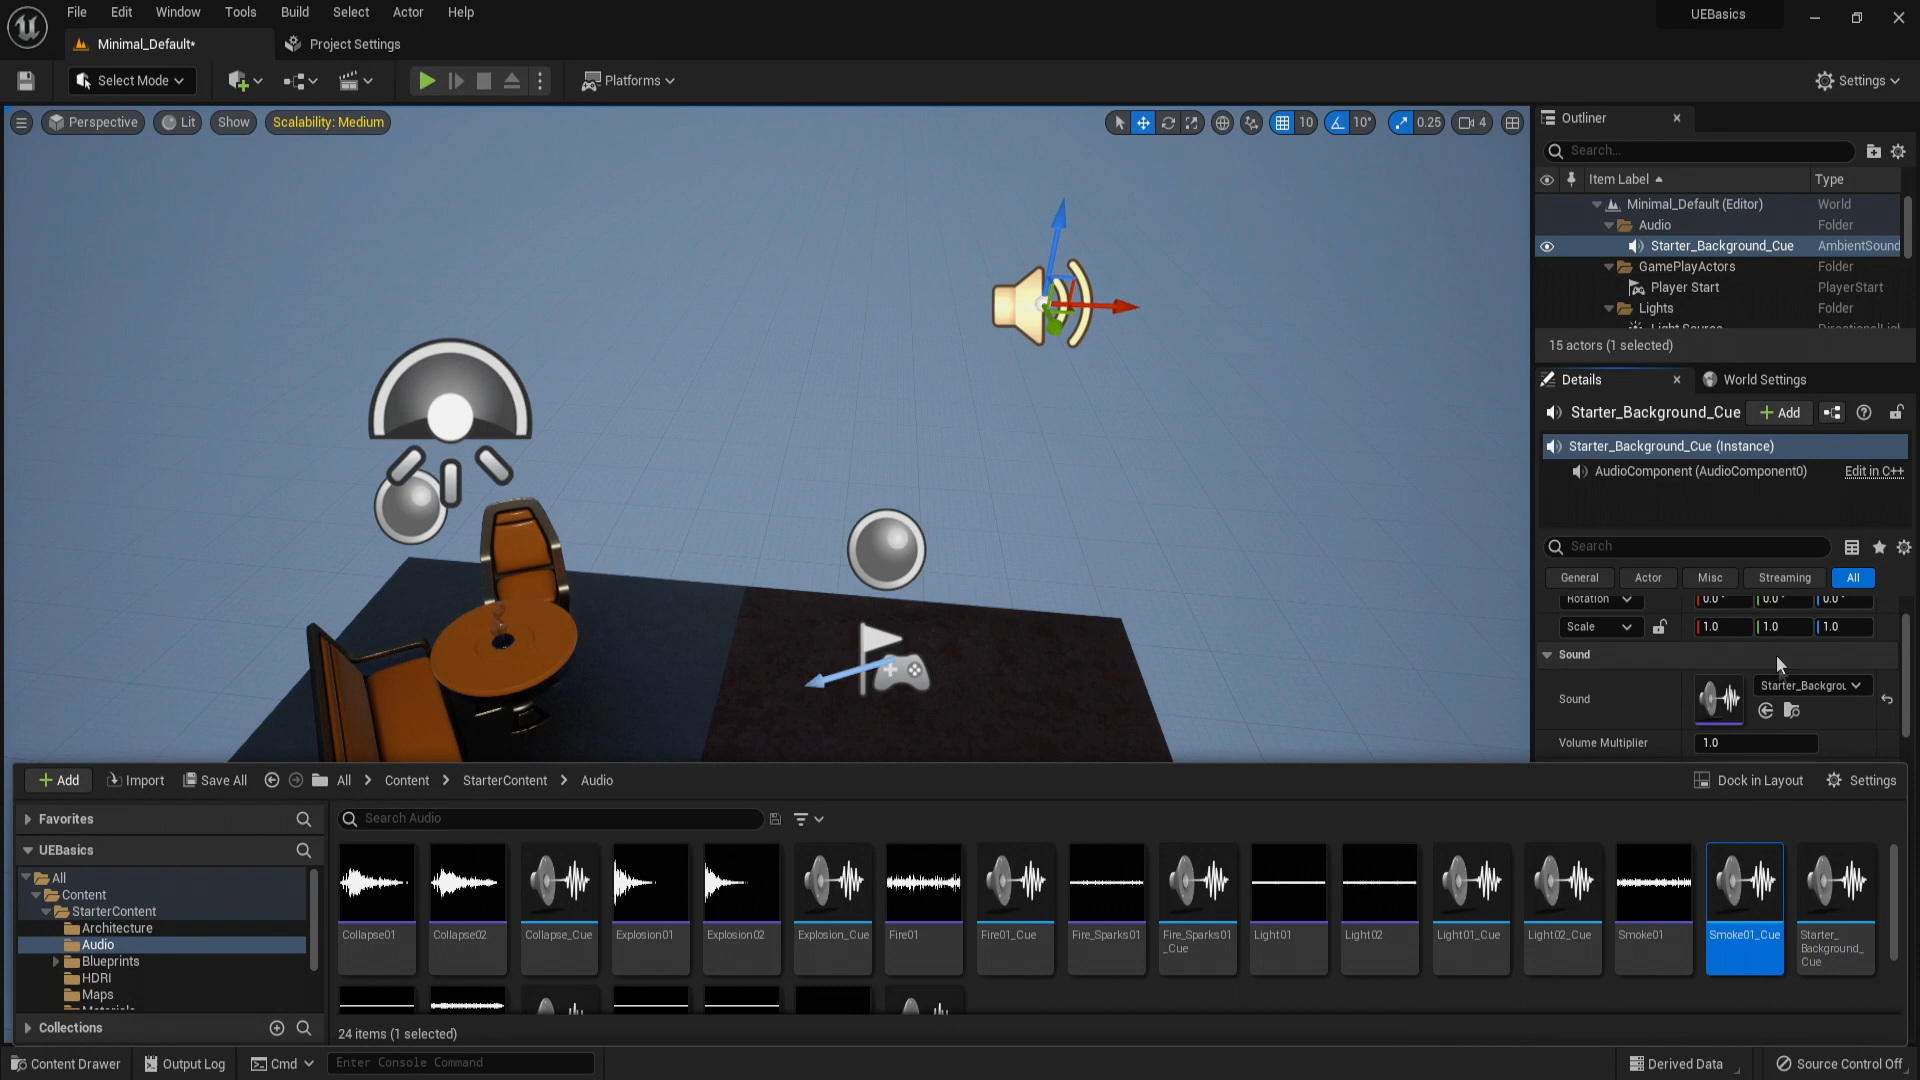 File Edit Window Tools Build Select Actor Help
UEBasics
Minimal_Default*
Project Settings
Select Mode
Platforms
Settings
Perspective
Lit
Show
Scalability: Medium
10
10°
0.25
4
Outliner
Search...
Item Label
Type
Minimal_Default (Editor)
World
Audio
Folder
Starter_Background_Cue
AmbientSound
GamePlayActors
Folder
Player Start
PlayerStart
Lights
Folder
15 actors (1 selected)
Details
World Settings
Starter_Background_Cue
Add
Starter_Background_Cue (Instance)
AudioComponent (AudioComponent0)
Edit in C++
Search
General
Actor
Misc
Streaming
All
Rotation
0.0°
0.0°
0.0°
Scale
1.0
1.0
1.0
Sound
Sound
Starter_Backgrou
Volume Multiplier
1.0
Add
Import
Save All
All
Content
StarterContent
Audio
Dock in Layout
Settings
Favorites
UEBasics
All
Content
StarterContent
Architecture
Audio
Blueprints
HDRI
Maps
Collections
Search Audio
Collapse01
Collapse02
Collapse_Cue
Explosion01
Explosion02
Explosion_Cue
Fire01
Fire01_Cue
Fire_Sparks01
Fire_Sparks01
_Cue
Light01
Light02
Light01_Cue
Light02_Cue
Smoke01
Smoke01_Cue
Starter_
Background_
Cue
24 items (1 selected)
Content Drawer
Output Log
Cmd
Enter Console Command
Derived Data
Source Control Off